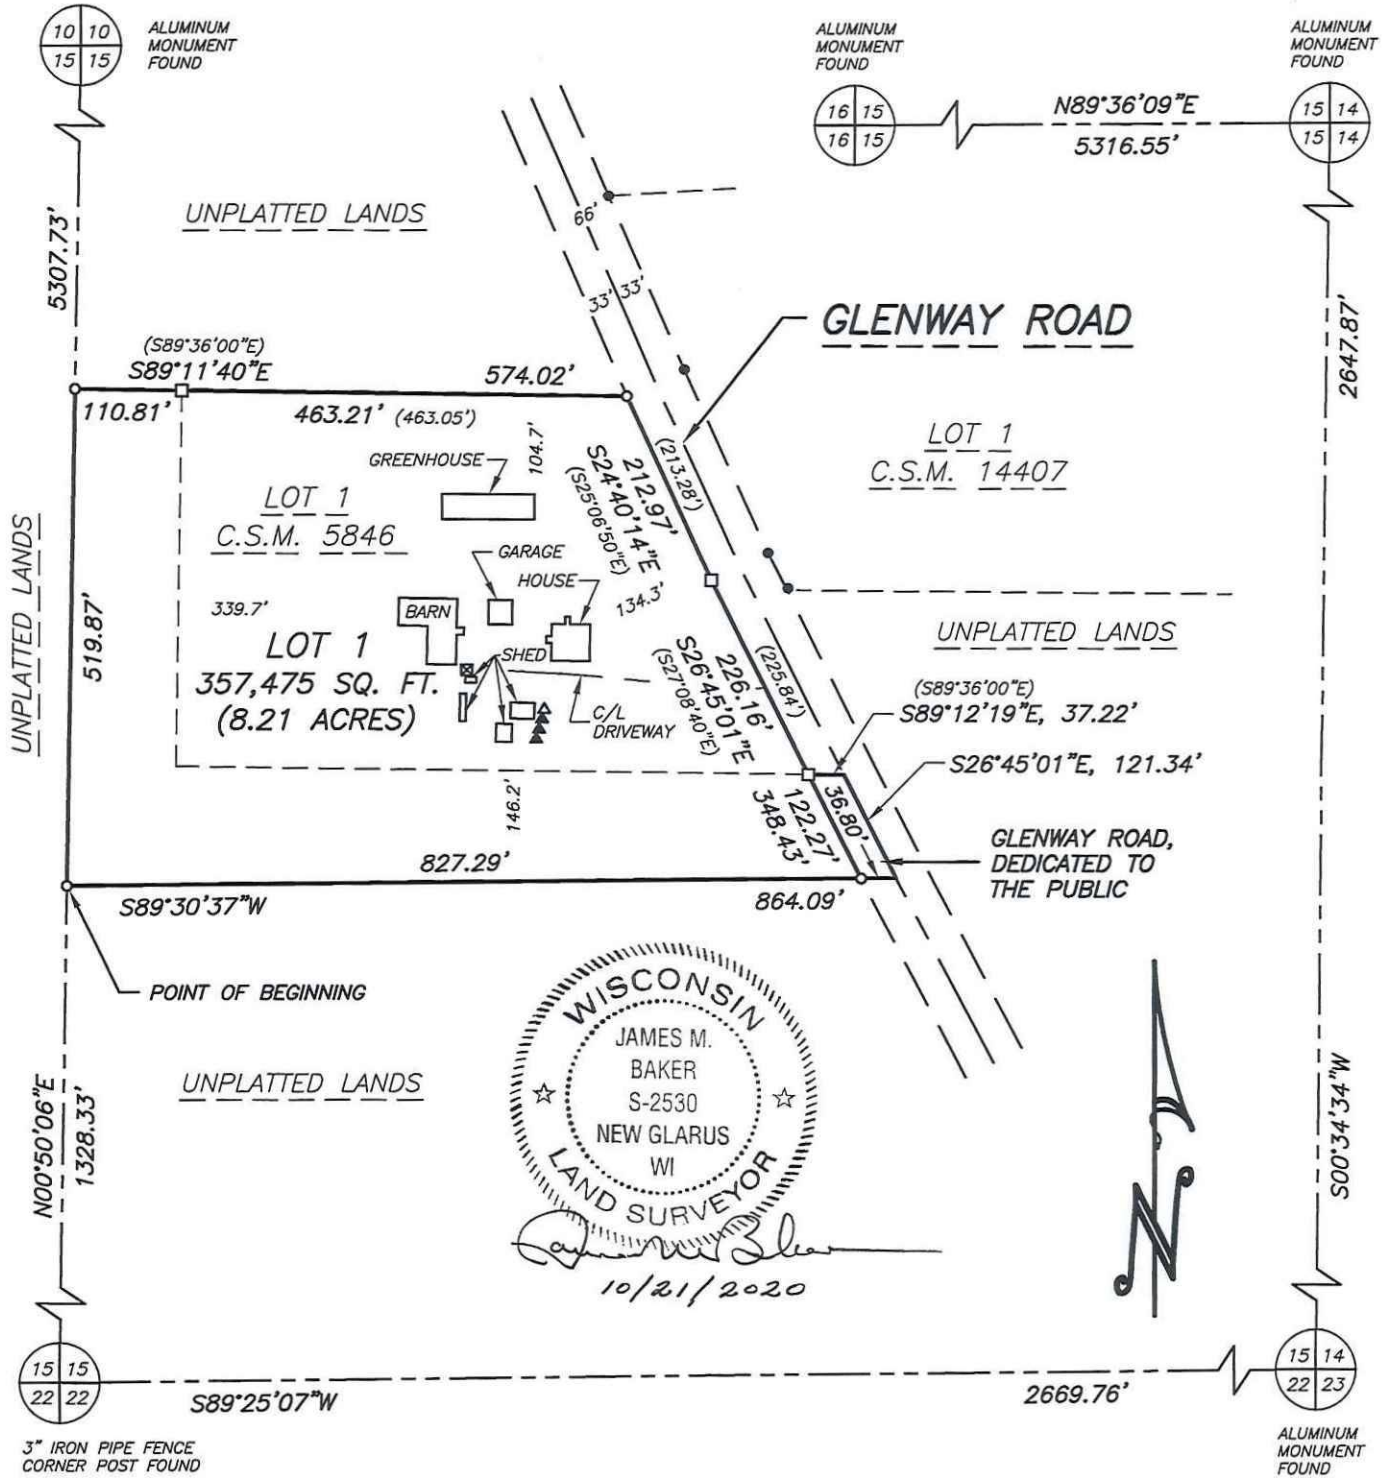 10 10
15 15
ALUMINUM
MONUMENT
FOUND
ALUMINUM
MONUMENT
FOUND
16 15
16 15
N89°36'09"E
5316.55'
ALUMINUM
MONUMENT
FOUND
15 14
15 14
5307.73'
UNPLATTED LANDS
66'
33' 33'
GLENWAY ROAD
2647.87'
(S89°36'00"E)
S89°11'40"E
574.02'
110.81'
463.21' (463.05')
104.7'
GREENHOUSE
LOT 1
C.S.M. 5846
212.97'
S24°40'14"E
(S25°06'50"E)
(213.28')
LOT 1
C.S.M. 14407
UNPLATTED LANDS
519.87'
GARAGE
HOUSE
134.3'
339.7'
BARN
LOT 1
357,475 SQ. FT.
(8.21 ACRES)
SHED
C/L
DRIVEWAY
226.16'
S26°45'01"E
(S27°08'40"E)
(225.84')
UNPLATTED LANDS
(S89°36'00"E)
S89°12'19"E, 37.22'
S26°45'01"E, 121.34'
146.2'
122.27'
348.43'
36.80'
GLENWAY ROAD,
DEDICATED TO
THE PUBLIC
827.29'
S89°30'37"W
864.09'
POINT OF BEGINNING
UNPLATTED LANDS
N00°50'06"E
1328.33'
WISCONSIN
JAMES M.
BAKER
S-2530
NEW GLARUS
WI
LAND SURVEYOR
10/21/2020
N
S00°34'34"W
15 15
22 22
S89°25'07"W
2669.76'
15 14
22 23
3" IRON PIPE FENCE
CORNER POST FOUND
ALUMINUM
MONUMENT
FOUND